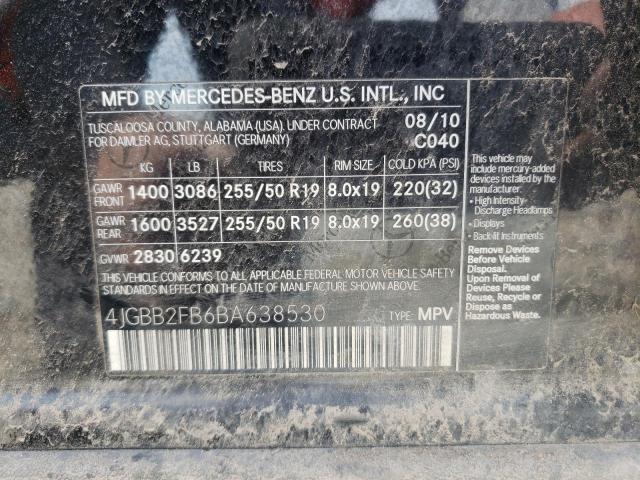 MFD BY MERCEDES-BENZ U.S. INTL., INC
TUSCALOOSA COUNTY, ALABAMA (USA). UNDER CONTRACT
FOR DAIMLER AG, STUTTGART (GERMANY)
08/10
C040
KG LB TIRES RIM SIZE COLD KPA (PSI)
GAWR FRONT 1400 3086 255/50 R19 8.0x19 220(32)
GAWR REAR 1600 3527 255/50 R19 8.0x19 260(38)
GVWR 2830 6239
THIS VEHICLE CONFORMS TO ALL APPLICABLE FEDERAL MOTOR VEHICLE SAFETY
STANDARDS IN EFFECT ON THE DATE OF MANUFACTURE SHOWN ABOVE.
4JGBB2FB6BA638530 TYPE: MPV
This vehicle
may include
mercury-added
devices installed
by the
manufacturer.
• High Intensity-
Discharge Headlamps
• Displays
• Back-lit Instruments
Remove Devices
Before Vehicle
Disposal.
Upon Removal of
Devices Please
Reuse, Recycle or
Dispose as
Hazardous Waste.